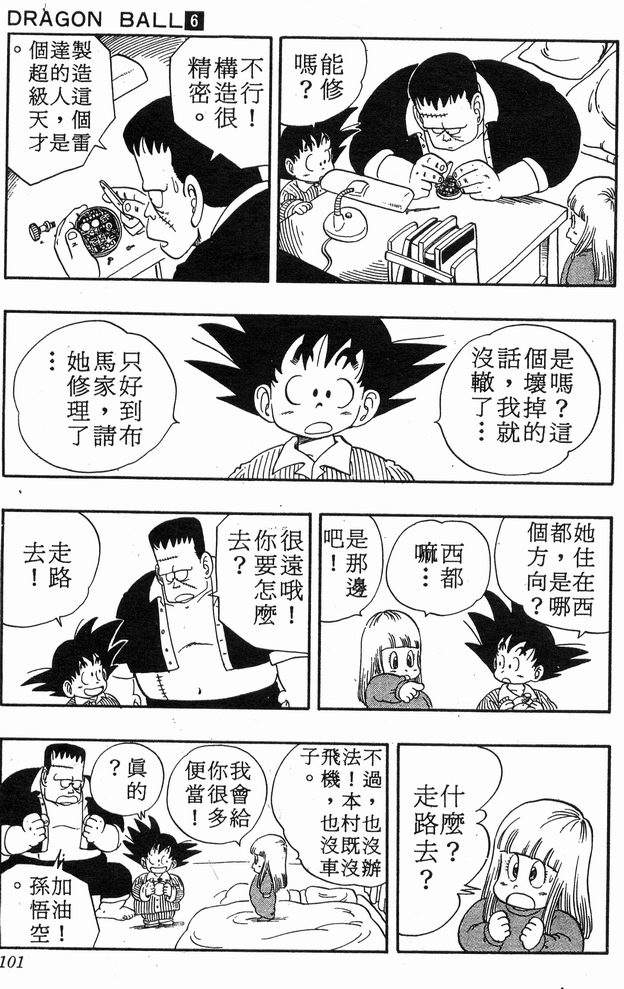 DRAGON BALL 6
能修
嗎？
不行！
構造很
精密。
製造這個雷
達的人，是
個超級天才
。
是嗎？這
個壞掉的
話，我就
沒轍了…
只好到布
馬家，請
她修理了
…
她住在西
都，是哪
個方向？
西都
嘛…
是那邊
吧！
很遠哦！
你要怎麼
去？
走路
去！
什麼？
走路去？
不過，也沒辦
法！本村既沒
飛機，也沒車
子。
我會給
你很多
便當！
真的
？
加油！
孫悟空
。
101